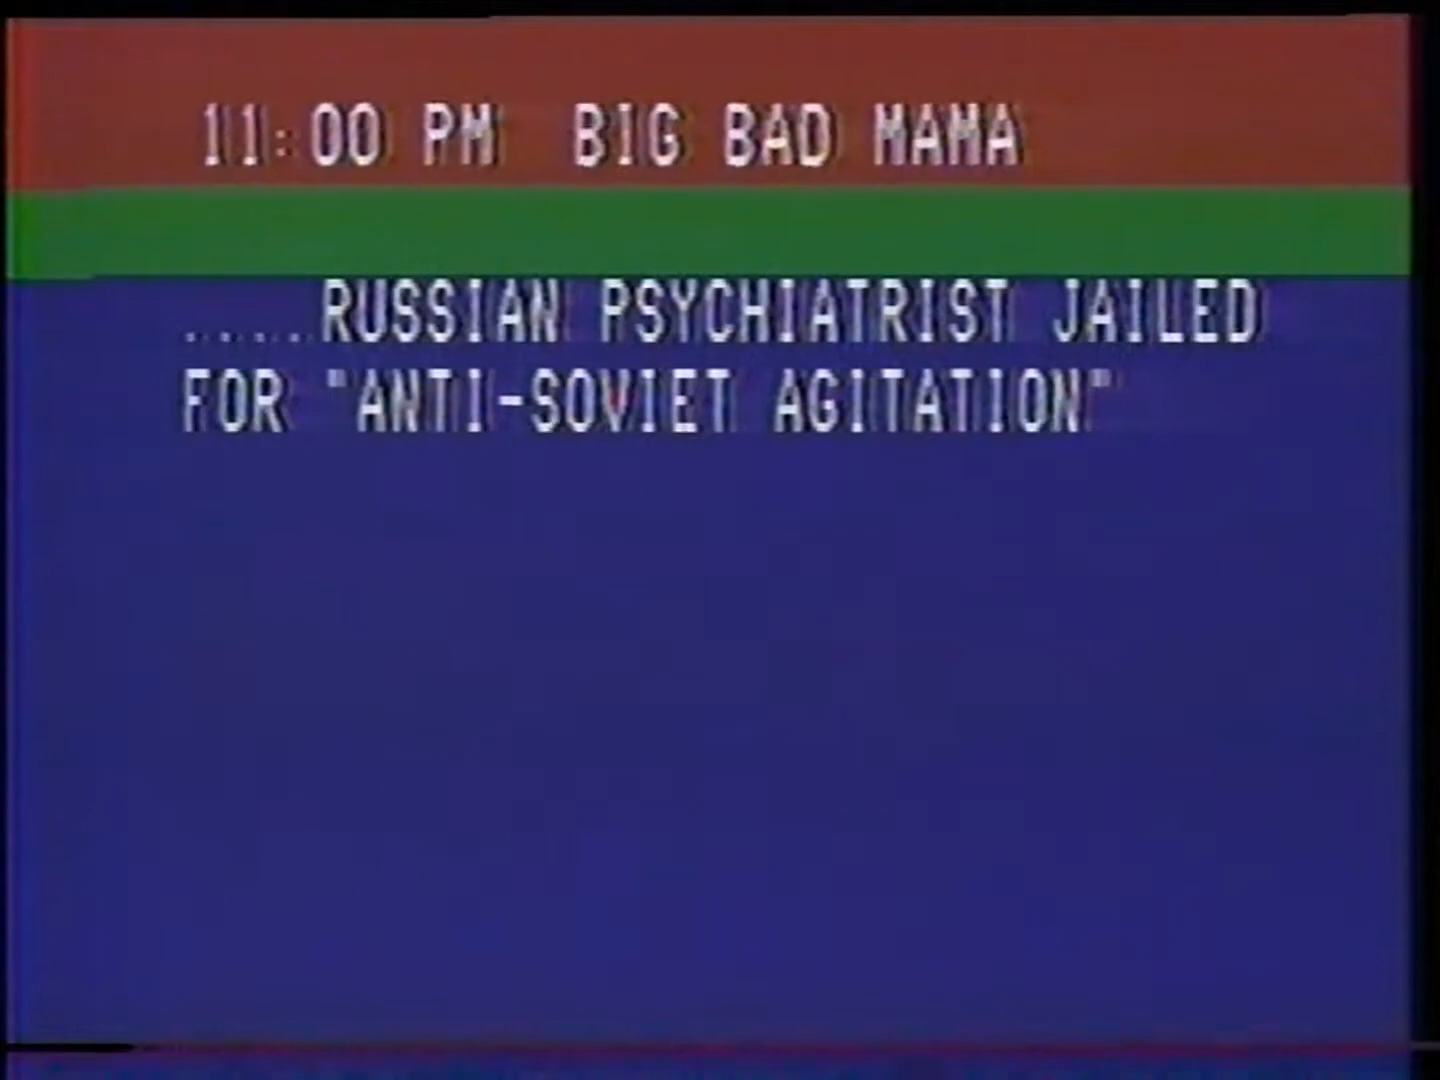 11:00 PM BIG BAD MAMA
.....RUSSIAN PSYCHIATRIST JAILED
FOR "ANTI-SOVIET AGITATION"